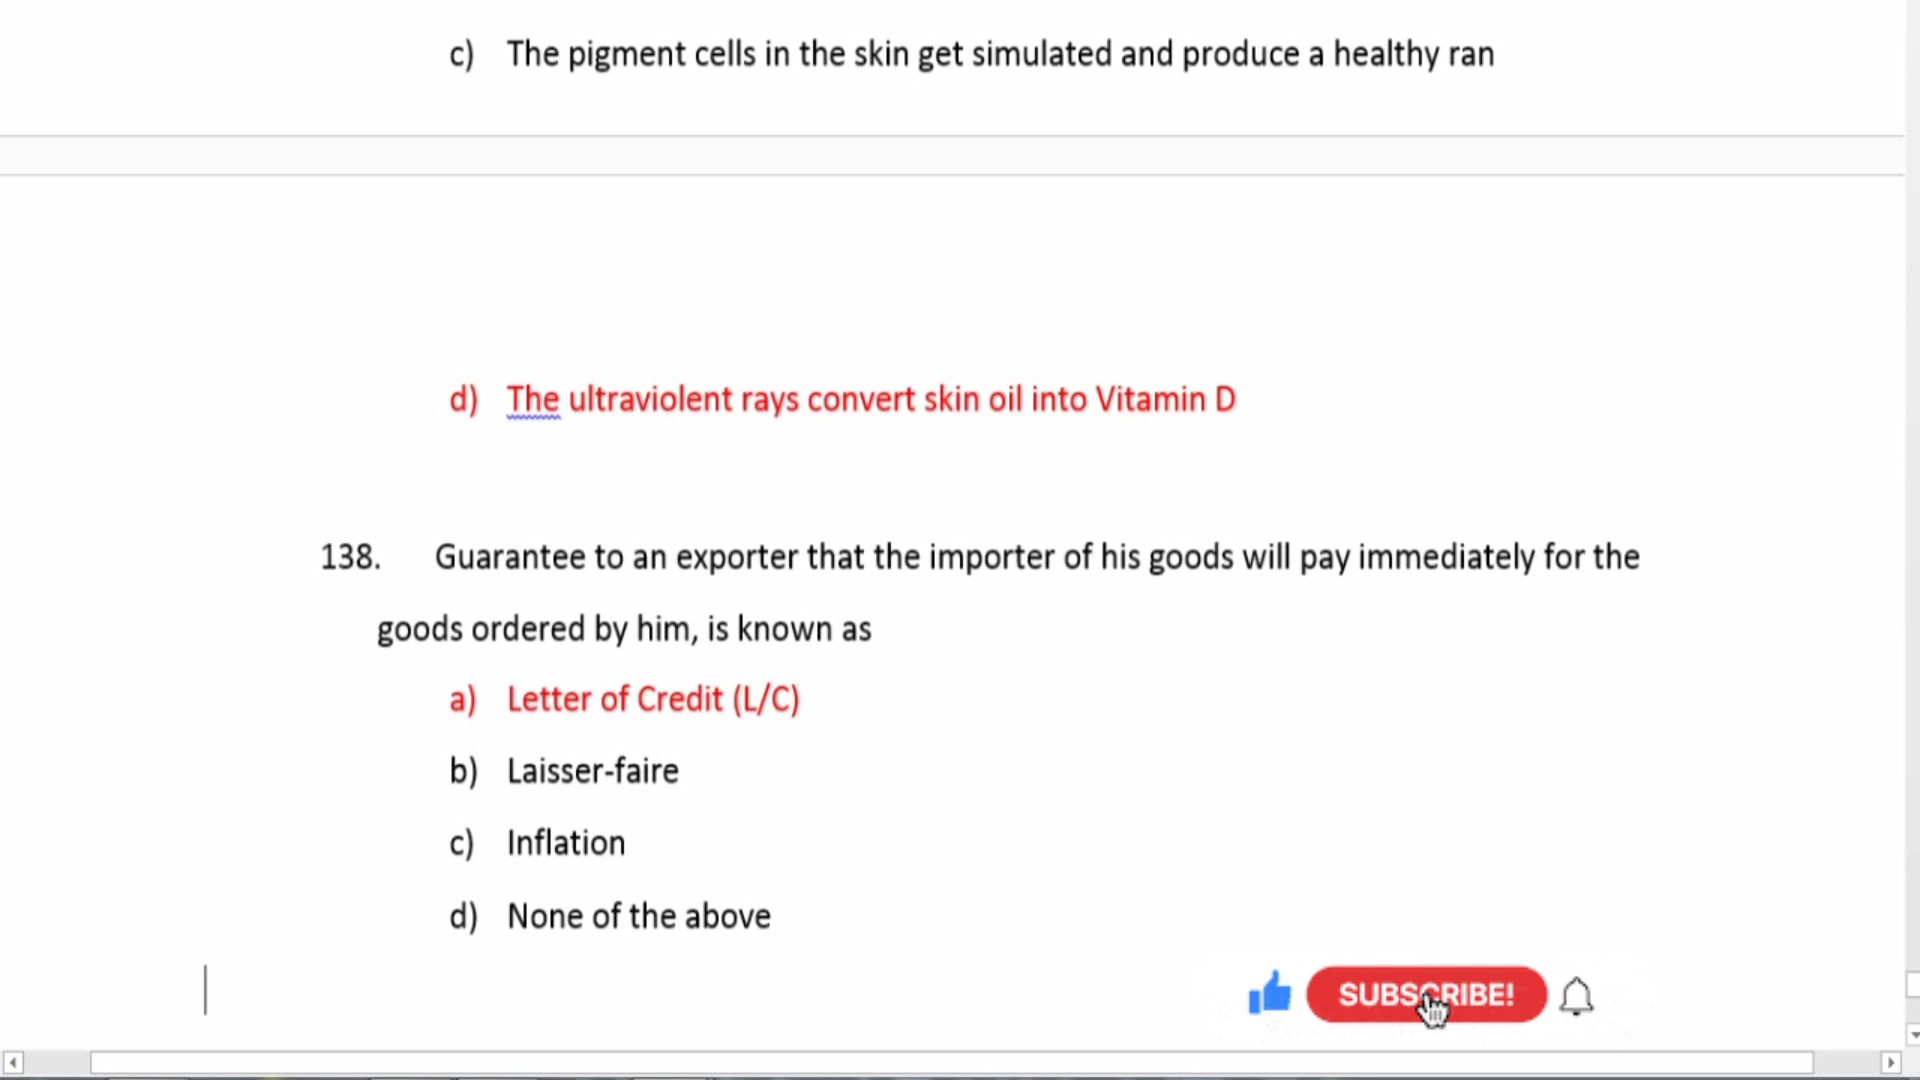 c) The pigment cells in the skin get simulated and produce a healthy ran
d) The ultraviolent rays convert skin oil into Vitamin D
138. Guarantee to an exporter that the importer of his goods will pay immediately for the
goods ordered by him, is known as
a) Letter of Credit (L/C)
b) Laisser-faire
c) Inflation
d) None of the above
SUBSCRIBE!